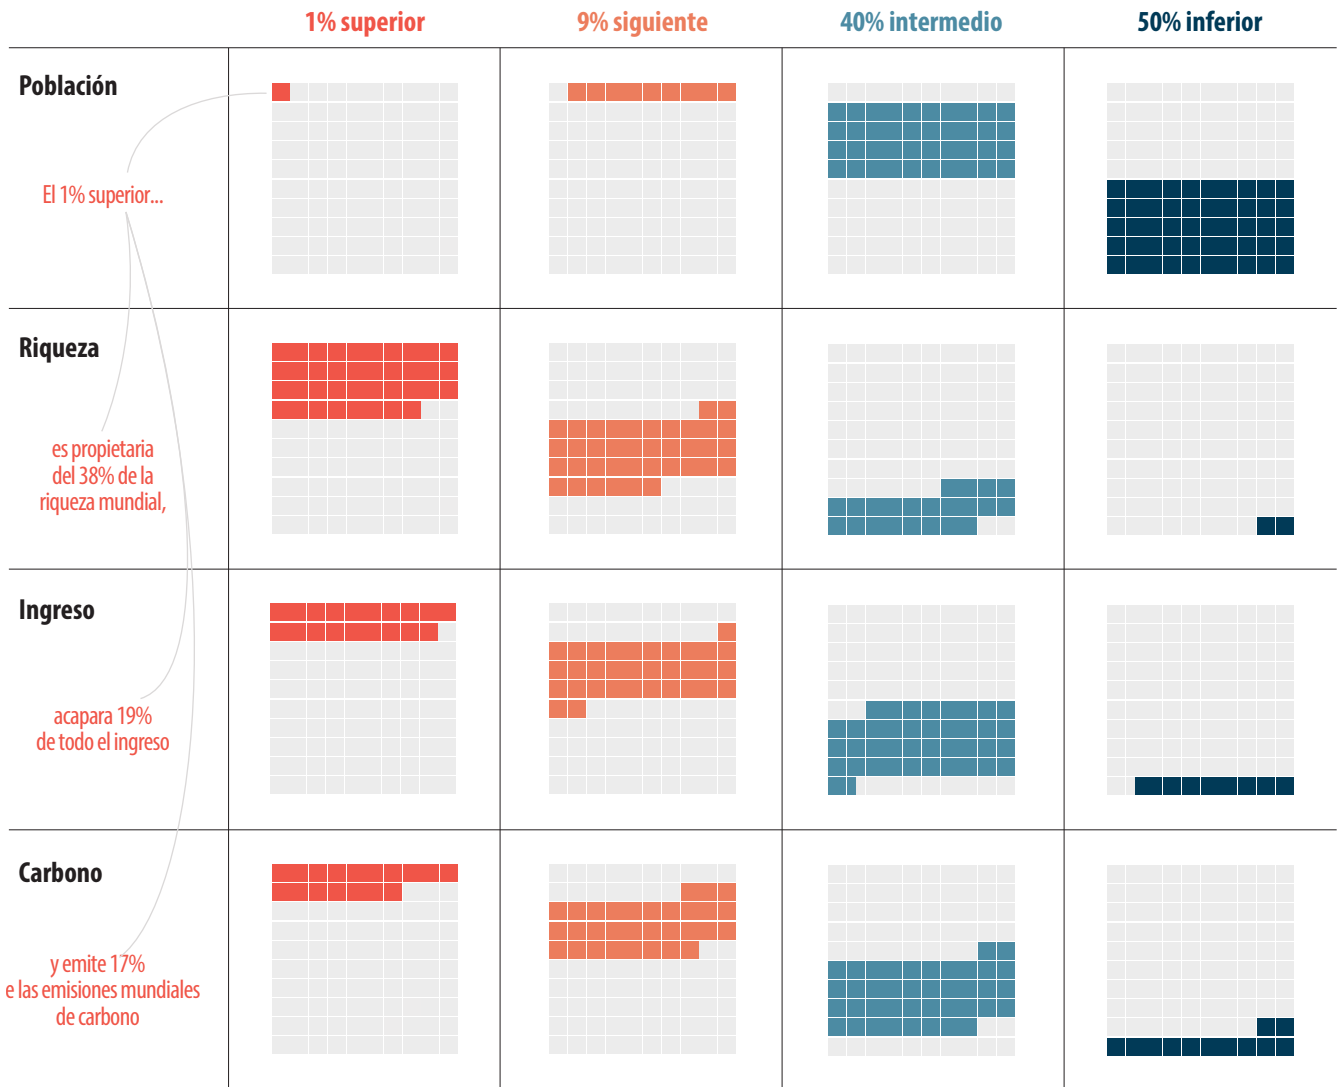 1% superior
9% siguiente
40% intermedio
50% inferior
Población
El 1% superior...
Riqueza
es propietaria
del 38% de la
riqueza mundial,
Ingreso
acapara 19%
de todo el ingreso
Carbono
y emite 17%
e las emisiones mundiales
de carbono